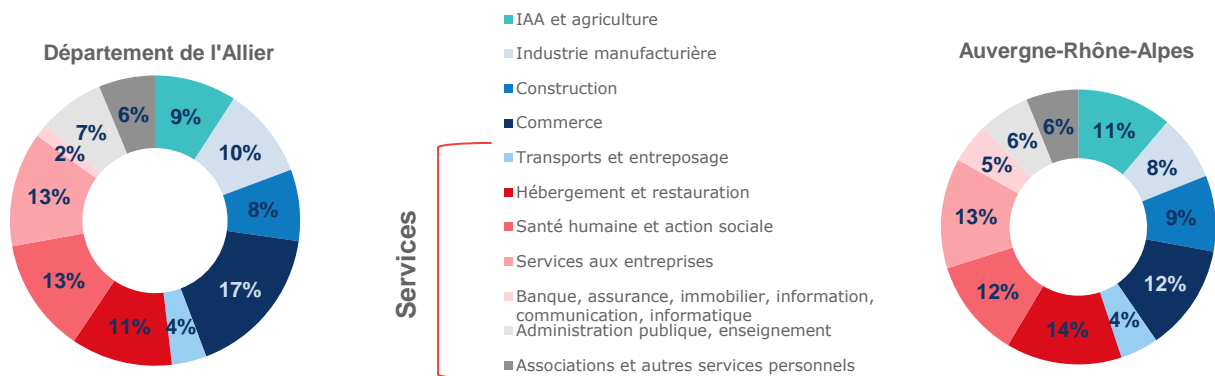 Département de l'Allier
9%
10%
8%
17%
4%
11%
13%
13%
2%
7%
6%
Services
IAA et agriculture
Industrie manufacturière
Construction
Commerce
Transports et entreposage
Hébergement et restauration
Santé humaine et action sociale
Services aux entreprises
Banque, assurance, immobilier, information,
communication, informatique
Administration publique, enseignement
Associations et autres services personnels
Auvergne-Rhône-Alpes
11%
8%
9%
12%
4%
14%
12%
13%
5%
6%
6%